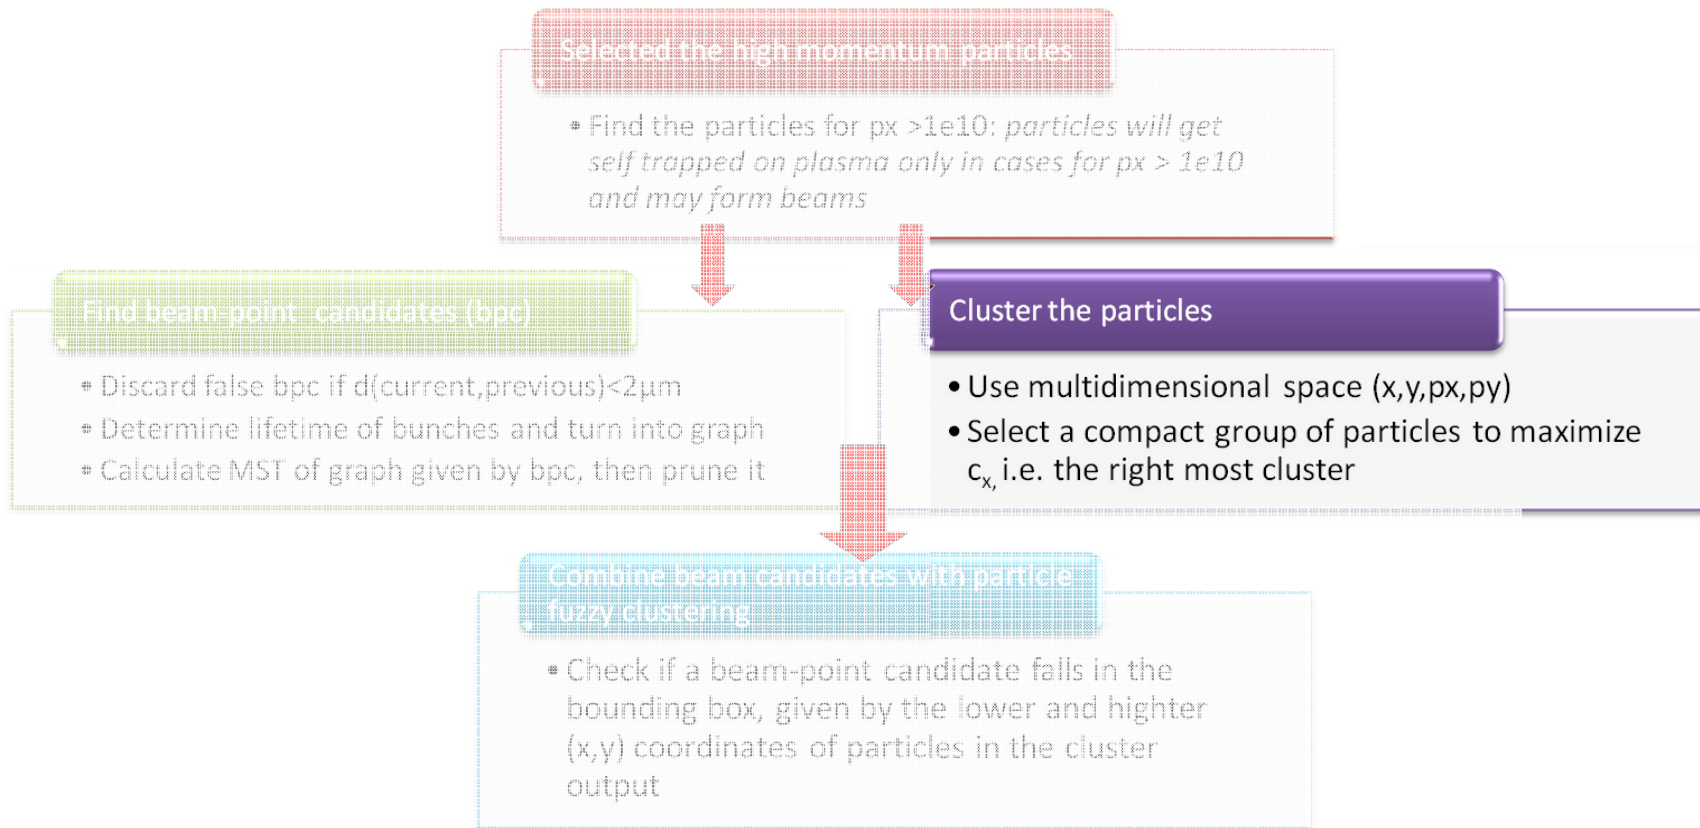 Selected the high momentum particles
• Find the particles for px >1e10: particles will get
self trapped on plasma only in cases for px > 1e10
and may form beams
Find beam-point candidates (bpc)
• Discard false bpc if d(current,previous)<2µm
• Determine lifetime of bunches and turn into graph
• Calculate MST of graph given by bpc, then prune it
Cluster the particles
• Use multidimensional space (x,y,px,py)
• Select a compact group of particles to maximize
cx, i.e. the right most cluster
Combine beam candidates with particle
fuzzy clustering
• Check if a beam-point candidate falls in the
bounding box, given by the lower and highter
(x,y) coordinates of particles in the cluster
output